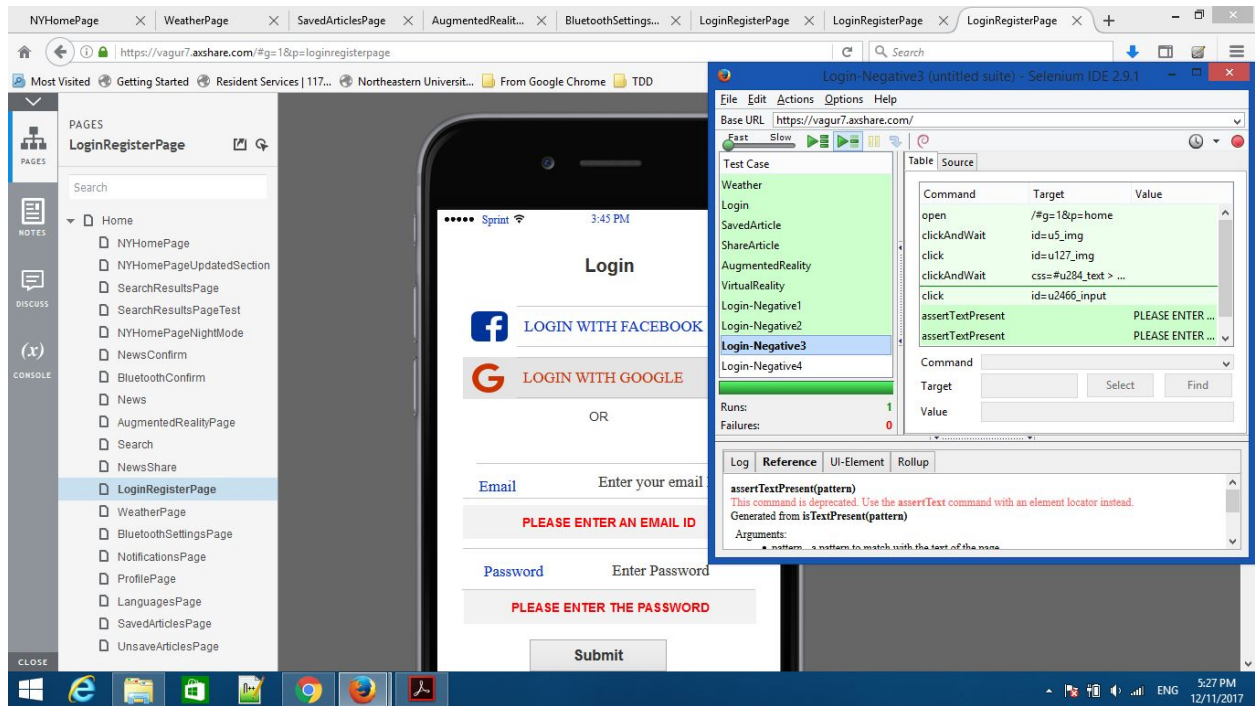 NYHomePage
WeatherPage
SavedArticlesPage
AugmentedRealit...
BluetoothSettings...
LoginRegisterPage
LoginRegisterPage
LoginRegisterPage
https://vagur7.axshare.com/#g=1&p=loginregisterpage
Search
Most Visited
Getting Started
Resident Services | 117...
Northeastern Universit...
From Google Chrome
TDD
PAGES
NOTES
DISCUSS
(x)
CONSOLE
CLOSE
PAGES
LoginRegisterPage
Search
Home
NYHomePage
NYHomePageUpdatedSection
SearchResultsPage
SearchResultsPageTest
NYHomePageNightMode
NewsConfirm
BluetoothConfirm
News
AugmentedRealityPage
Search
NewsShare
LoginRegisterPage
WeatherPage
BluetoothSettingsPage
NotificationsPage
ProfilePage
LanguagesPage
SavedArticlesPage
UnsaveArticlesPage
Sprint 3:45 PM
Login
LOGIN WITH FACEBOOK
LOGIN WITH GOOGLE
OR
Email Enter your email
PLEASE ENTER AN EMAIL ID
Password Enter Password
PLEASE ENTER THE PASSWORD
Submit
Login-Negative3 (untitled suite) - Selenium IDE 2.9.1
File Edit Actions Options Help
Base URL https://vagur7.axshare.com/
Fast Slow
Test Case
Weather
Login
SavedArticle
ShareArticle
AugmentedReality
VirtualReality
Login-Negative1
Login-Negative2
Login-Negative3
Login-Negative4
Runs: 1
Failures: 0
Table Source
Command Target Value
open /#g=1&p=home
clickAndWait id=u5_img
click id=u127_img
clickAndWait css=#u284_text > ...
click id=u2466_input
assertTextPresent PLEASE ENTER ...
assertTextPresent PLEASE ENTER ...
Command
Target Select Find
Value
Log Reference UI-Element Rollup
assertTextPresent(pattern)
This command is deprecated. Use the assertText command with an element locator instead.
Generated from isTextPresent(pattern)
Arguments:
pattern - a pattern to match with the text of the page
ENG
5:27 PM
12/11/2017